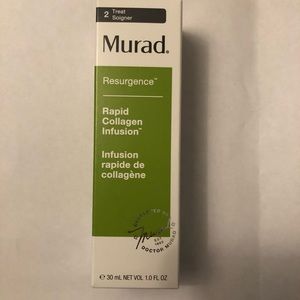 2 Treat
Soigner
Murad.
Resurgence™
Rapid
Collagen
Infusion™
Infusion
rapide de
collagène
DOCTOR MURAD
℮ 30 mL NET VOL 1.0 FL OZ